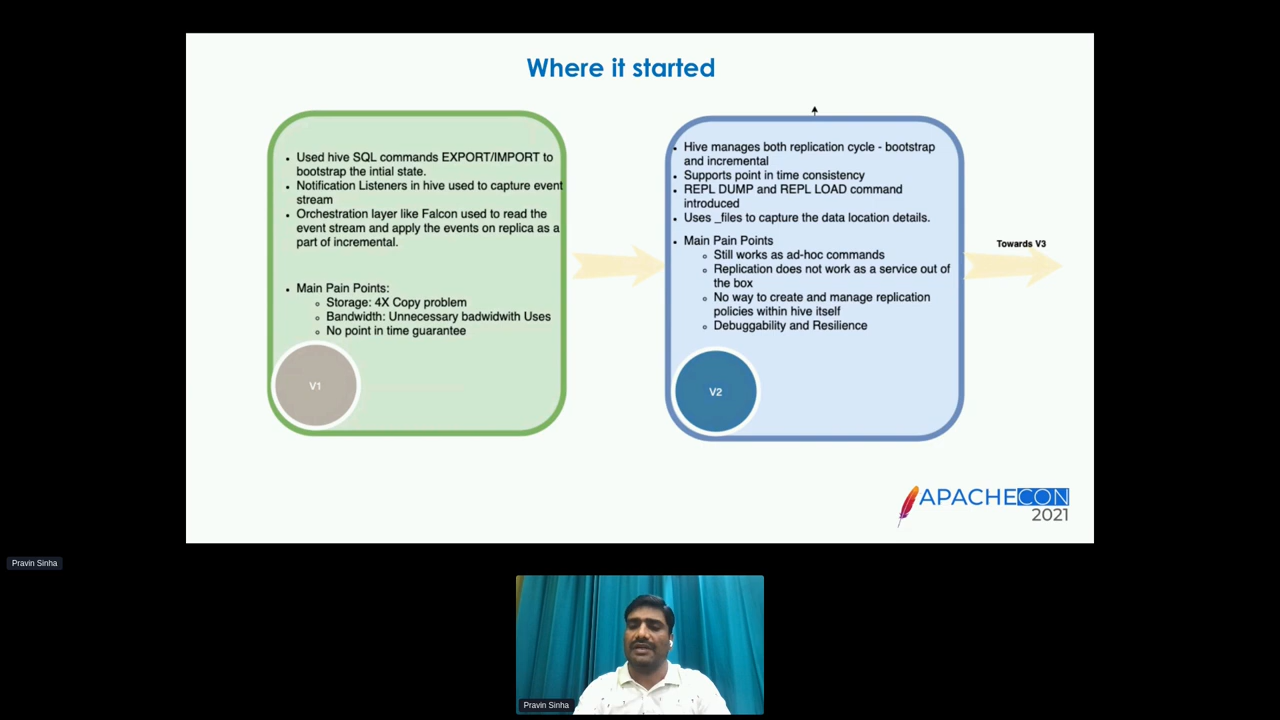 Where it started
Used hive SQL commands EXPORT/IMPORT to
bootstrap the intial state.
Notification Listeners in hive used to capture event
stream
Orchestration layer like Falcon used to read the
event stream and apply the events on replica as a
part of incremental.
Main Pain Points:
Storage: 4X Copy problem
Bandwidth: Unnecessary badwidwith Uses
No point in time guarantee
V1
Hive manages both replication cycle - bootstrap
and incremental
Supports point in time consistency
REPL DUMP and REPL LOAD command
introduced
Uses _files to capture the data location details.
Main Pain Points
Still works as ad-hoc commands
Replication does not work as a service out of
the box
No way to create and manage replication
policies within hive itself
Debuggability and Resilience
V2
Towards V3
APACHECON
2021
Pravin Sinha
Pravin Sinha